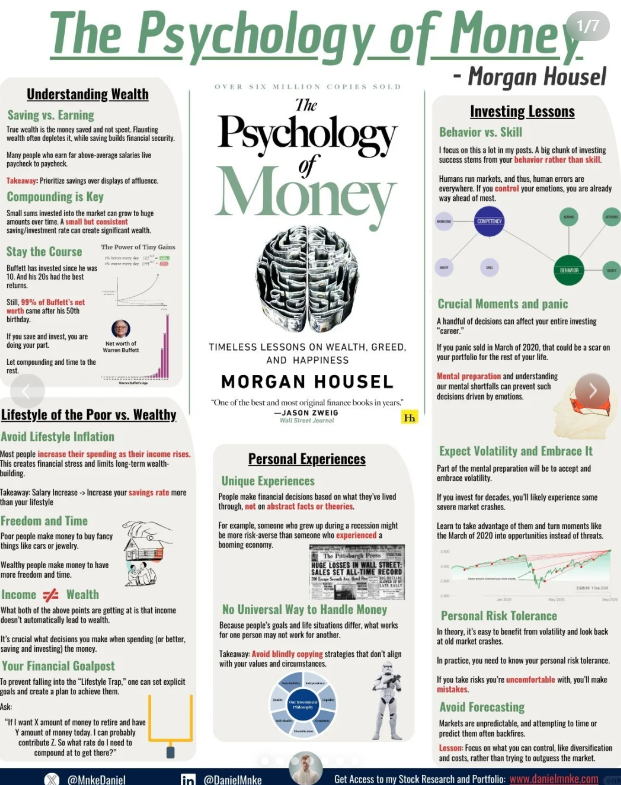 The Psychology of Money
1/7
- Morgan Housel
Understanding Wealth
Saving vs. Earning
True wealth is the money saved and not spent. Flaunting
wealth often depletes it, while saving builds financial security.
Many people who earn far above-average salaries live
paycheck to paycheck.
Takeaway: Prioritize savings over displays of affluence.
Compounding is Key
Small sums invested into the market can grow to huge
amounts over time. A small but consistent
saving/investment rate can create significant wealth.
Stay the Course
Buffett has invested since he was
10. And his 20s had the best
returns.
Still, 99% of Buffett's net
worth came after his 50th
birthday.
If you save and invest, you are
doing your part.
Let compounding and time to the
rest.
The Power of Tiny Gains
Net worth of
Warren Buffett
Warren Buffett's Age
Lifestyle of the Poor vs. Wealthy
Avoid Lifestyle Inflation
Most people increase their spending as their income rises.
This creates financial stress and limits long-term wealth-
building.
Takeaway: Salary Increase -> Increase your savings rate more
than your lifestyle
Freedom and Time
Poor people make money to buy fancy
things like cars or jewelry.
Wealthy people make money to have
more freedom and time.
Income ≠ Wealth
What both of the above points are getting at is that income
doesn't automatically lead to wealth.
It's crucial what decisions you make when spending (or better,
saving and investing) the money.
Your Financial Goalpost
To prevent falling into the "Lifestyle Trap," one can set explicit
goals and create a plan to achieve them.
Ask:
"If I want X amount of money to retire and have
Y amount of money today. I can probably
contribute Z. So what rate do I need to
compound at to get there?"
OVER SIX MILLION COPIES SOLD
The
Psychology
of
Money
TIMELESS LESSONS ON WEALTH, GREED,
AND HAPPINESS
MORGAN HOUSEL
"One of the best and most original finance books in years."
—JASON ZWEIG
Wall Street Journal
Hh
Personal Experiences
Unique Experiences
People make financial decisions based on what they've lived
through, not on abstract facts or theories.
For example, someone who grew up during a recession might
be more risk-averse than someone who experienced a
booming economy.
The Pittsburgh Press
HUGE LOSSES IN WALL STREET;
SALES SET ALL-TIME RECORD
No Universal Way to Handle Money
Because people's goals and life situations differ, what works
for one person may not work for another.
Takeaway: Avoid blindly copying strategies that don't align
with your values and circumstances.
Our Investment
Philosophy
Investing Lessons
Behavior vs. Skill
I focus on this a lot in my posts. A big chunk of investing
success stems from your behavior rather than skill.
Humans run markets, and thus, human errors are
everywhere. If you control your emotions, you are already
way ahead of most.
COMPETENCY
SKILL
BEHAVIOR
Crucial Moments and panic
A handful of decisions can affect your entire investing
"career."
If you panic sold in March of 2020, that could be a scar on
your portfolio for the rest of your life.
Mental preparation and understanding
our mental shortfalls can prevent such
decisions driven by emotions.
Expect Volatility and Embrace It
Part of the mental preparation will be to accept and
embrace volatility.
If you invest for decades, you'll likely experience some
severe market crashes.
Learn to take advantage of them and turn moments like
the March of 2020 into opportunities instead of threats.
Personal Risk Tolerance
In theory, it's easy to benefit from volatility and look back
at old market crashes.
In practice, you need to know your personal risk tolerance.
If you take risks you're uncomfortable with, you'll make
mistakes.
Avoid Forecasting
Markets are unpredictable, and attempting to time or
predict them often backfires.
Lesson: Focus on what you can control, like diversification
and costs, rather than trying to outguess the market.
X @MnkeDaniel
in @DanielMnke
Get Access to my Stock Research and Portfolio: www.danielmnke.com